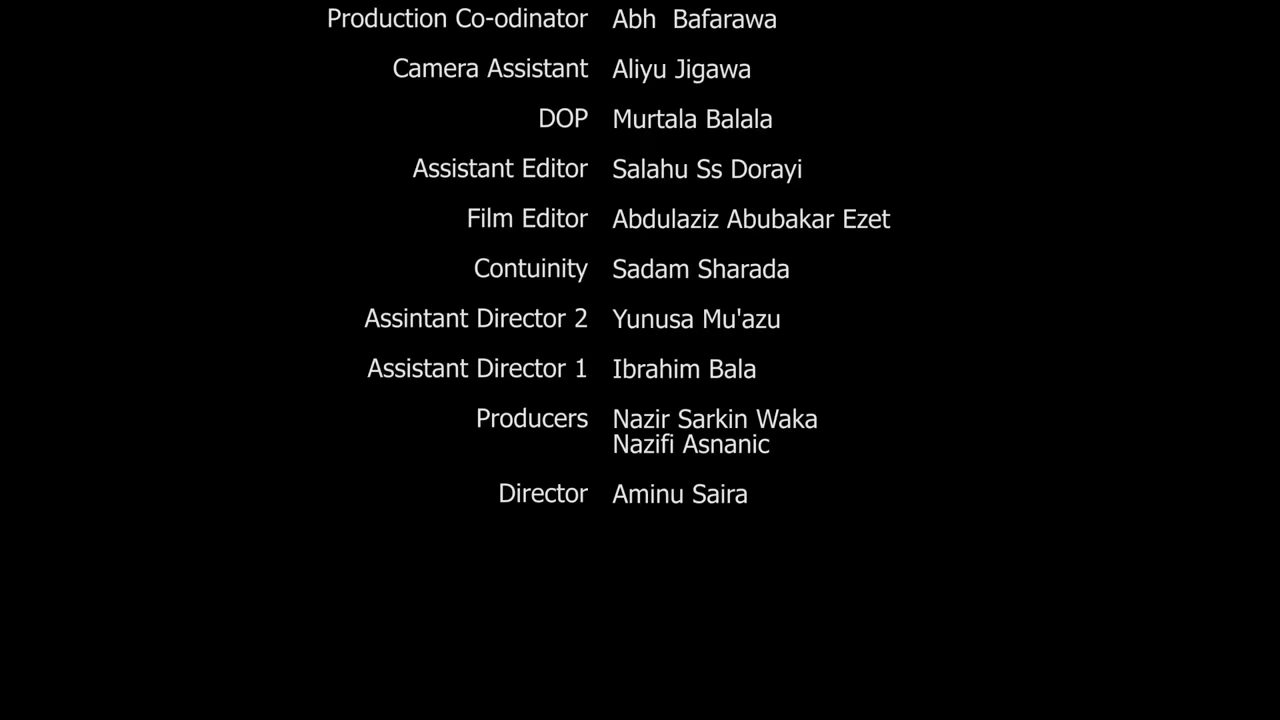 Production Co-odinator Abh  Bafarawa
Camera Assistant Aliyu Jigawa
DOP Murtala Balala
Assistant Editor Salahu Ss Dorayi
Film Editor Abdulaziz Abubakar Ezet
Contuinity Sadam Sharada
Assintant Director 2 Yunusa Mu'azu
Assistant Director 1 Ibrahim Bala
Producers Nazir Sarkin Waka
Nazifi Asnanic
Director Aminu Saira